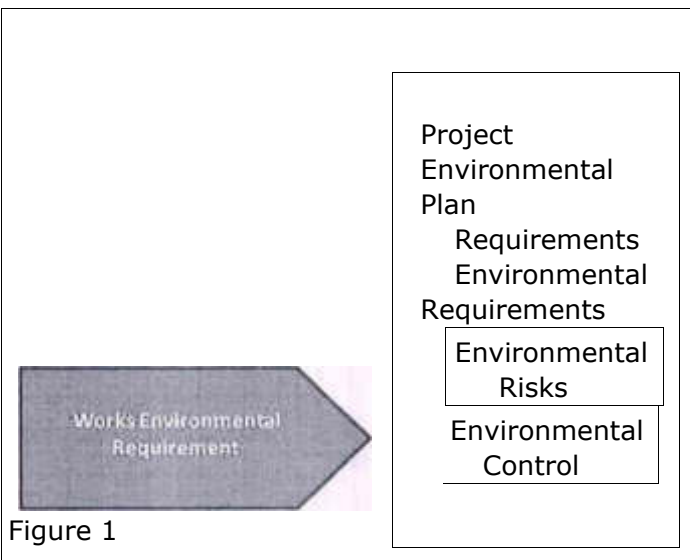 Project
Environmental
Plan
Requirements
Environmental
Requirements
Environmental
Risks
Environmental
Control
Works Environmental
Requirement
Figure 1